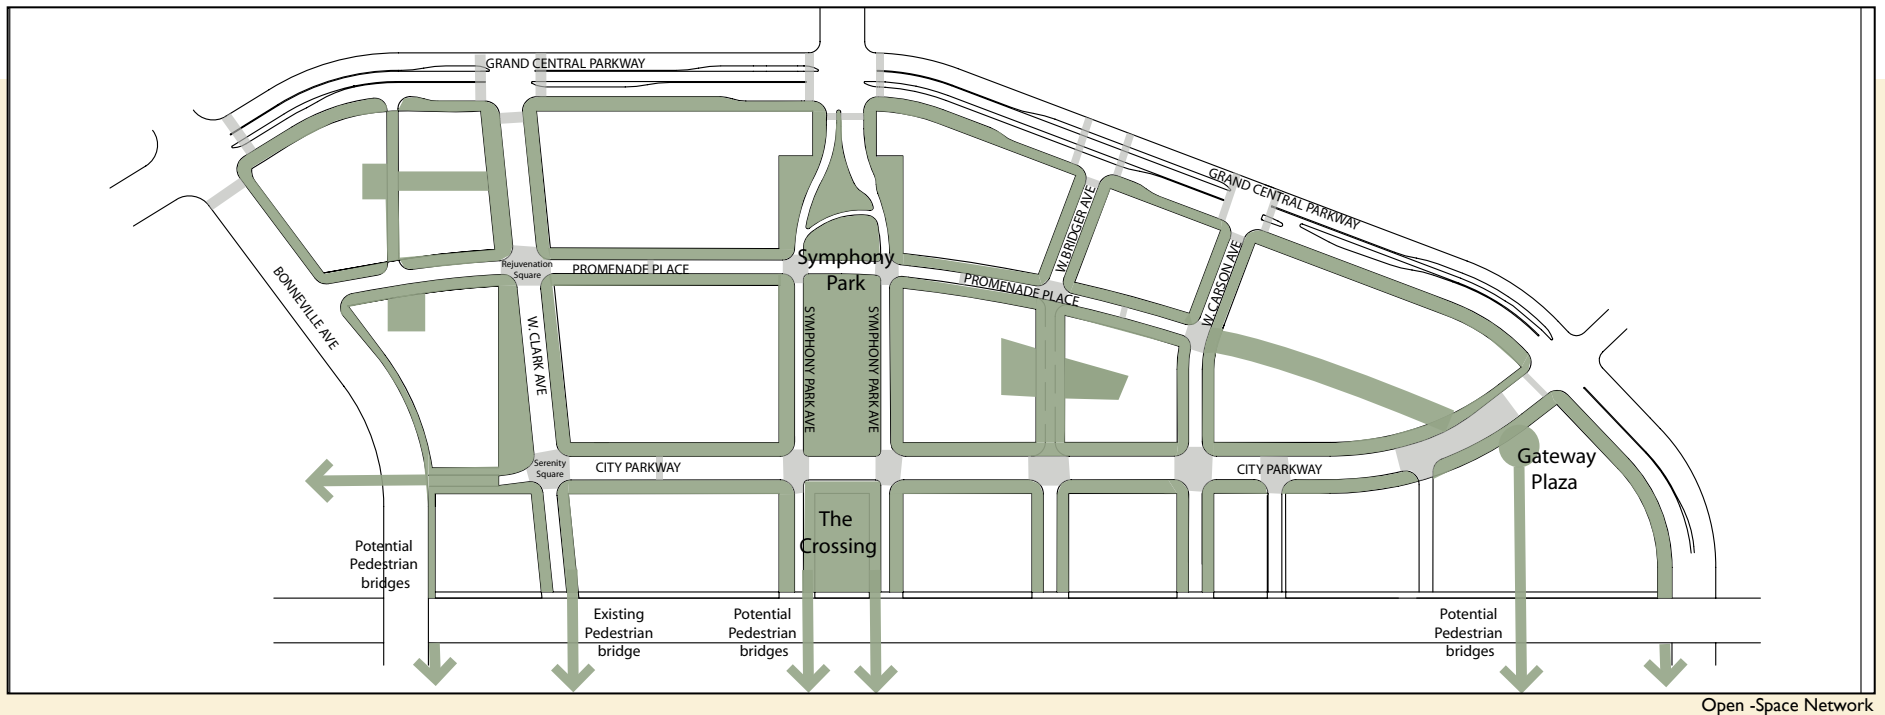 GRAND CENTRAL PARKWAY
GRAND CENTRAL PARKWAY
W. BRIDGER AVE
W. CARSON AVE
Symphony
Park
Rejuvenation
Square
PROMENADE PLACE
PROMENADE PLACE
BONNEVILLE AVE
W. CLARK AVE
SYMPHONY PARK AVE
SYMPHONY PARK AVE
Serenity
Square
CITY PARKWAY
CITY PARKWAY
Gateway
Plaza
The
Crossing
Potential
Pedestrian
bridges
Existing
Pedestrian
bridge
Potential
Pedestrian
bridges
Potential
Pedestrian
bridges
Open -Space Network